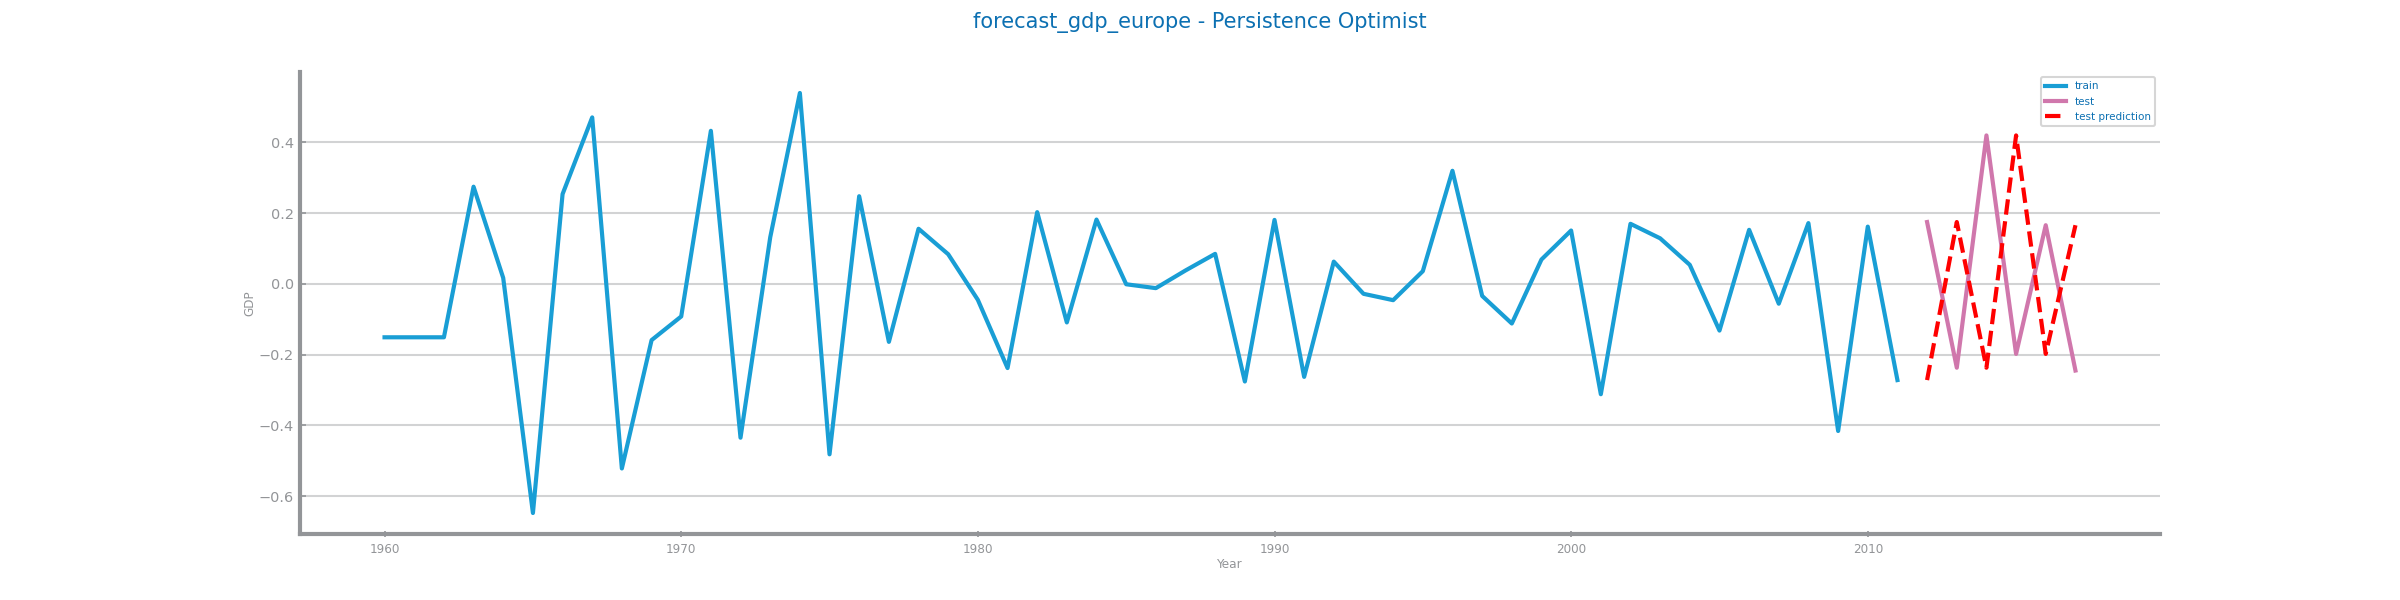 forecast_gdp_europe - Persistence Optimist
train
test
test prediction
0.4
0.2
0.0
−0.2
−0.4
−0.6
GDP
1960 1970 1980 1990 2000 2010
Year